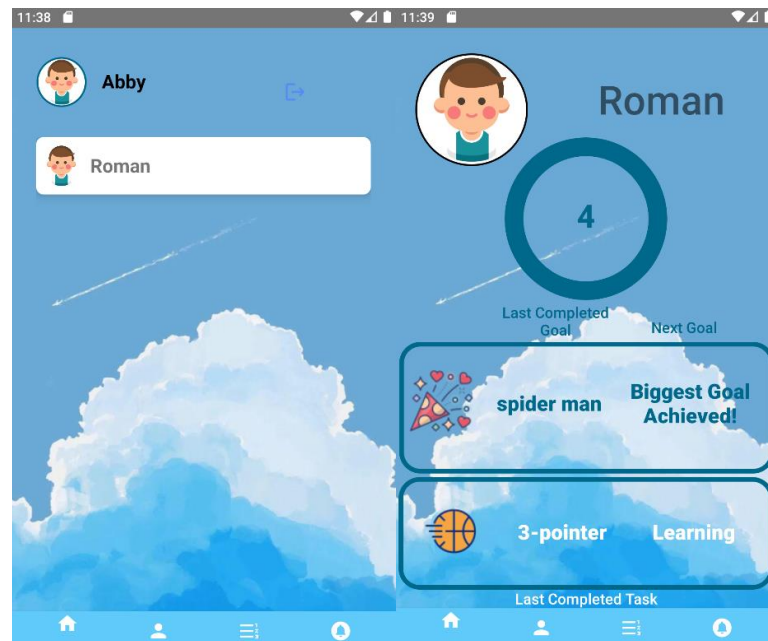 11:38
Abby
Roman
11:39
Roman
4
Last Completed
Goal
Next Goal
spider man
Biggest Goal
Achieved!
3-pointer
Learning
Last Completed Task